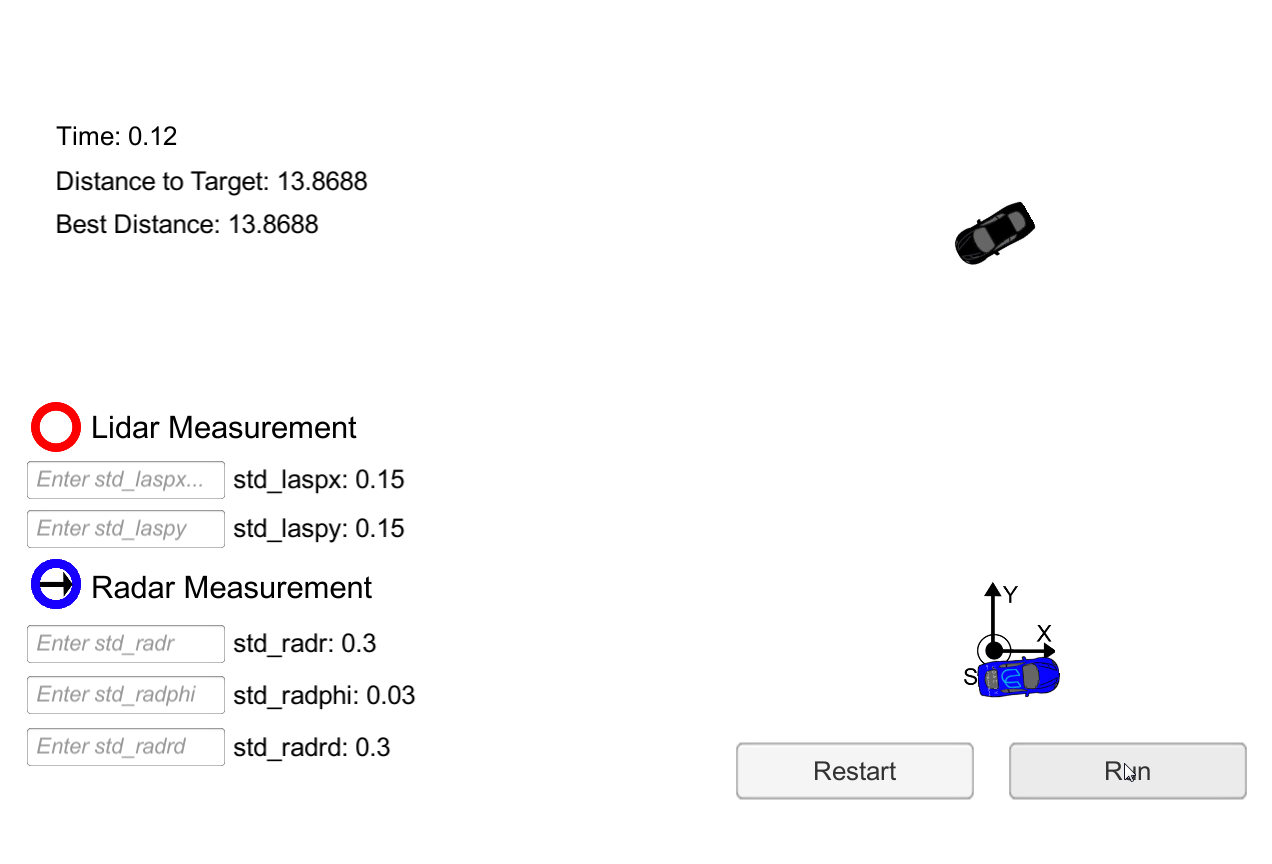 Time: 0.12
Distance to Target: 13.8688
Best Distance: 13.8688
Lidar Measurement
Enter std_laspx... std_laspx: 0.15
Enter std_laspy std_laspy: 0.15
Radar Measurement
Enter std_radr std_radr: 0.3
Enter std_radphi std_radphi: 0.03
Enter std_radrd std_radrd: 0.3
Y
X
S
Restart
Run